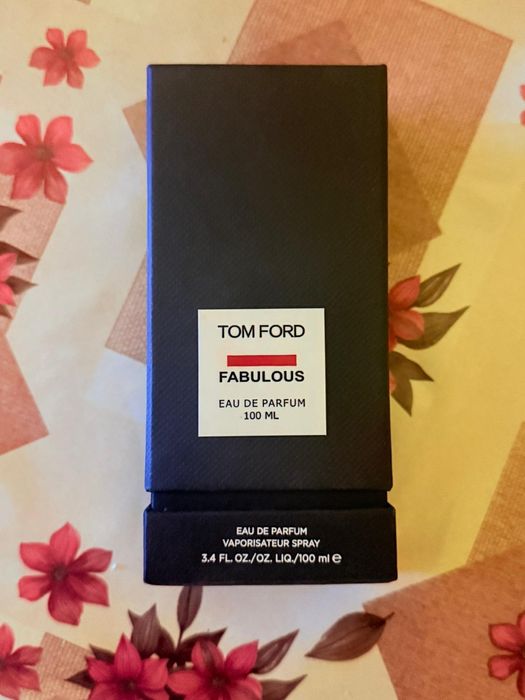 TOM FORD
FABULOUS
EAU DE PARFUM
100 ML
EAU DE PARFUM
VAPORISATEUR SPRAY
3.4 FL. OZ./OZ. LIQ./100 ml ℮